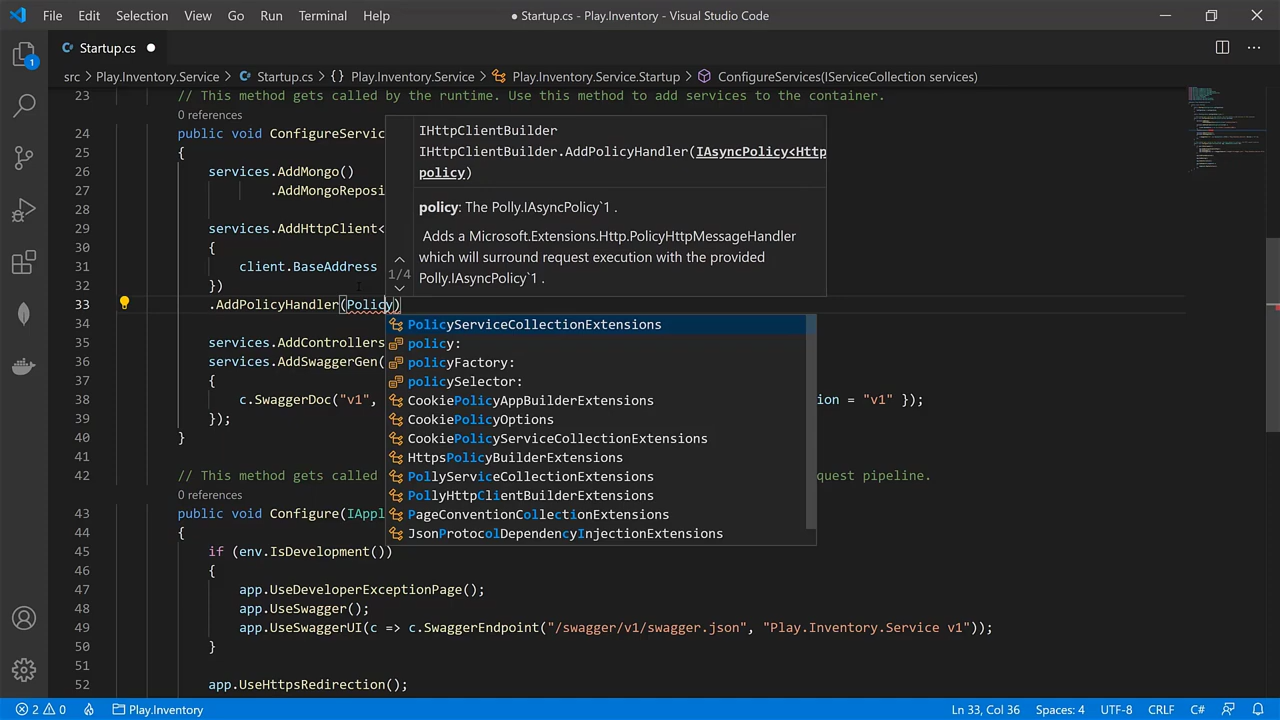 File Edit Selection View Go Run Terminal Help
● Startup.cs - Play.Inventory - Visual Studio Code
Startup.cs
src > Play.Inventory.Service > Startup.cs > {} Play.Inventory.Service > Play.Inventory.Service.Startup > ConfigureServices(IServiceCollection services)
23 // This method gets called by the runtime. Use this method to add services to the container.
0 references
24 public void ConfigureServic
25 {
26 services.AddMongo()
27 .AddMongoReposi
28
29 services.AddHttpClient<
30 {
31 client.BaseAddress
32 })
33 .AddPolicyHandler(Policy)
34
35 services.AddControllers
36 services.AddSwaggerGen(
37 {
38 c.SwaggerDoc("v1", ion = "v1" });
39 });
40 }
41
42 // This method gets called quest pipeline.
0 references
43 public void Configure(IAppl
44 {
45 if (env.IsDevelopment())
46 {
47 app.UseDeveloperExceptionPage();
48 app.UseSwagger();
49 app.UseSwaggerUI(c => c.SwaggerEndpoint("/swagger/v1/swagger.json", "Play.Inventory.Service v1"));
50 }
51
52 app.UseHttpsRedirection();
IHttpClientBuilder
IHttpClientBuilder.AddPolicyHandler(IAsyncPolicy<Http
policy)
policy: The Polly.IAsyncPolicy`1 .
Adds a Microsoft.Extensions.Http.PolicyHttpMessageHandler
which will surround request execution with the provided
Polly.IAsyncPolicy`1 .
1/4
PolicyServiceCollectionExtensions
policy:
policyFactory:
policySelector:
CookiePolicyAppBuilderExtensions
CookiePolicyOptions
CookiePolicyServiceCollectionExtensions
HttpsPolicyBuilderExtensions
PollyServiceCollectionExtensions
PollyHttpClientBuilderExtensions
PageConventionCollectionExtensions
JsonProtocolDependencyInjectionExtensions
1
2 0 Play.Inventory Ln 33, Col 36 Spaces: 4 UTF-8 CRLF C#